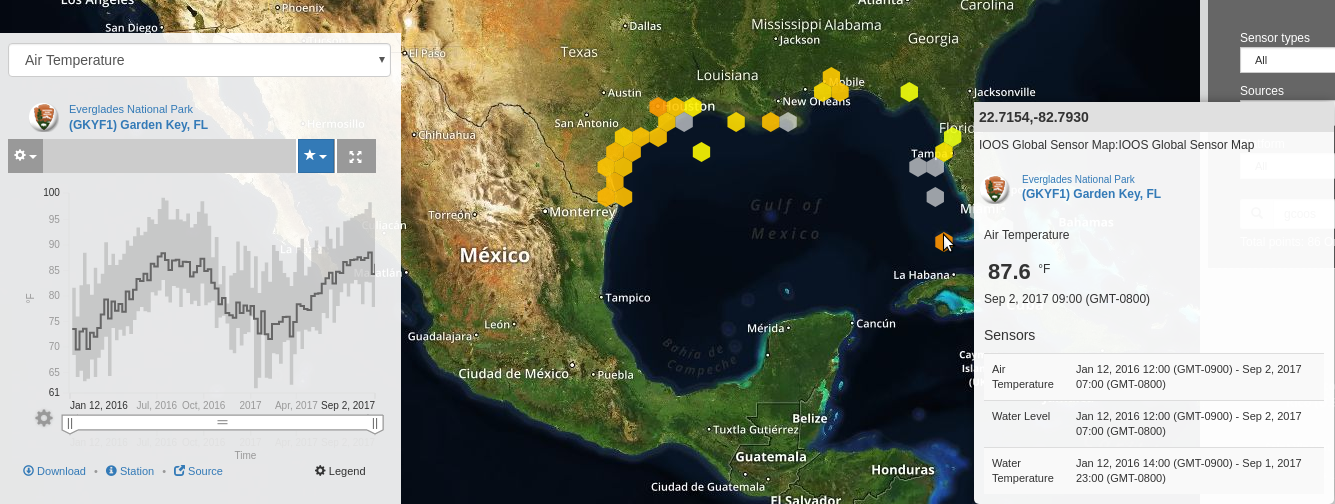 Los Angeles
Phoenix
San Diego
Dallas
Atlanta
Carolina
Mississippi
Alabama
Jackson
Georgia
El Paso
Texas
Louisiana
Mobile
Austin
Houston
New Orleans
Jacksonville
San Antonio
Hermosillo
Chihuahua
Florid
Tampa
Monterrey
Torreón
Gulf of
Mexico
México
La Habana
Tampico
León
Mérida
Cancún
Guadalajara
Bahía de
Campeche
Ciudad de México
Puebla
Belize
Tuxtla Gutiérrez
Guatemala
Honduras
Ciudad de Guatemala
El Salvador
Bahamas
Air Temperature
Everglades National Park
(GKYF1) Garden Key, FL
100
95
90
85
80
75
70
65
61
°F
Jan 12, 2016
Jul, 2016
Oct, 2016
2017
Apr, 2017
Sep 2, 2017
Time
Download • Station • Source
Legend
Sensor types
All
Sources
22.7154,-82.7930
IOOS Global Sensor Map:IOOS Global Sensor Map
Everglades National Park
(GKYF1) Garden Key, FL
Air Temperature
87.6 °F
Sep 2, 2017 09:00 (GMT-0800)
Sensors
Air Temperature
Jan 12, 2016 12:00 (GMT-0900) - Sep 2, 2017
07:00 (GMT-0800)
Water Level
Jan 12, 2016 12:00 (GMT-0900) - Sep 2, 2017
07:00 (GMT-0800)
Water Temperature
Jan 12, 2016 14:00 (GMT-0900) - Sep 1, 2017
23:00 (GMT-0800)